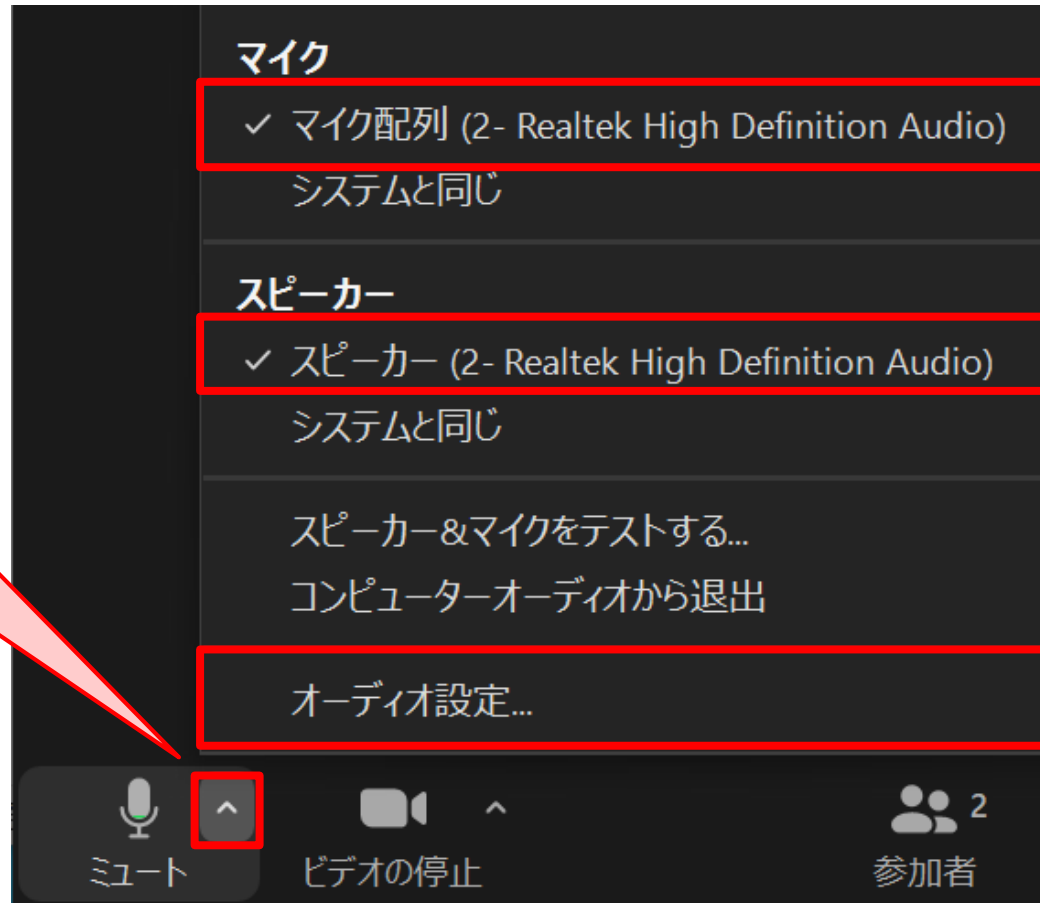 マイク
✓ マイク配列 (2- Realtek High Definition Audio)
システムと同じ
スピーカー
✓ スピーカー (2- Realtek High Definition Audio)
システムと同じ
スピーカー&マイクをテストする...
コンピューターオーディオから退出
オーディオ設定...
2
ミュート ビデオの停止 参加者